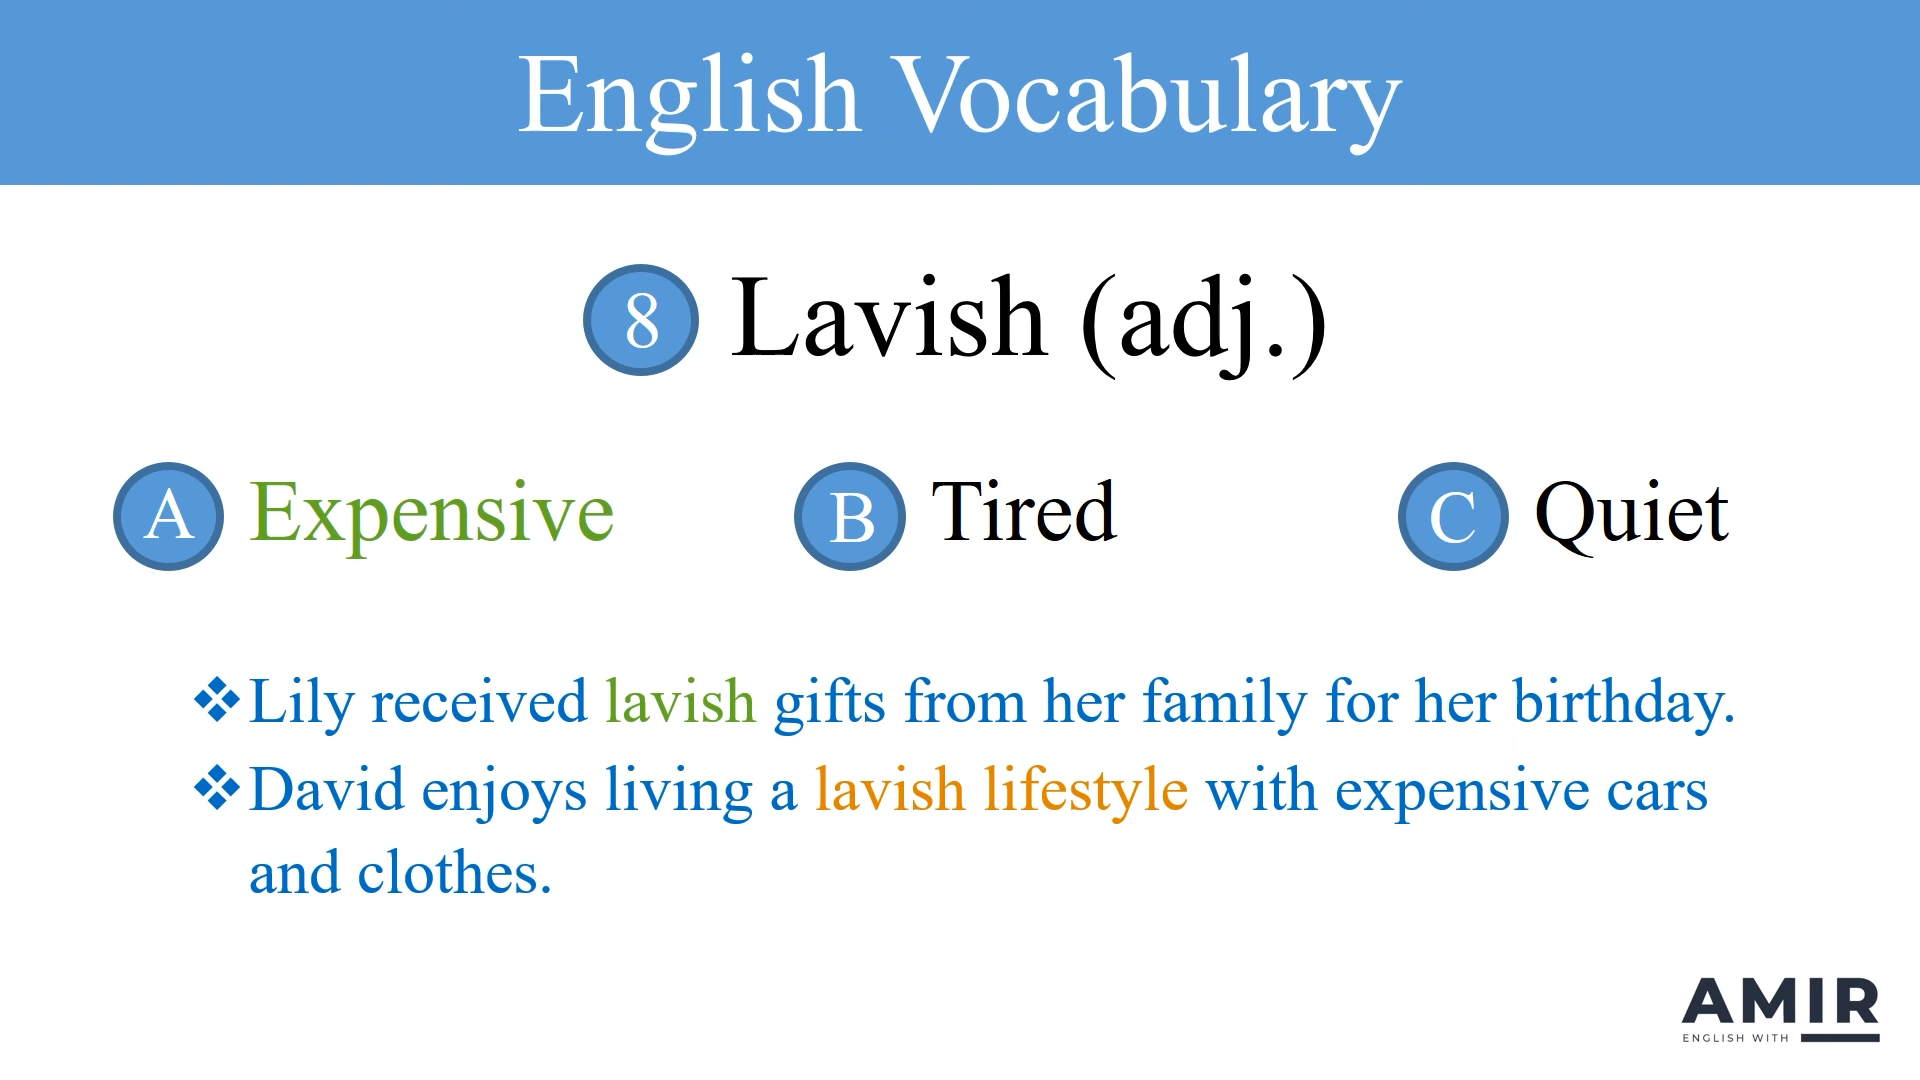 English Vocabulary
8 Lavish (adj.)
A Expensive B Tired C Quiet
❖Lily received lavish gifts from her family for her birthday.
❖David enjoys living a lavish lifestyle with expensive cars
and clothes.
AMIR
ENGLISH WITH